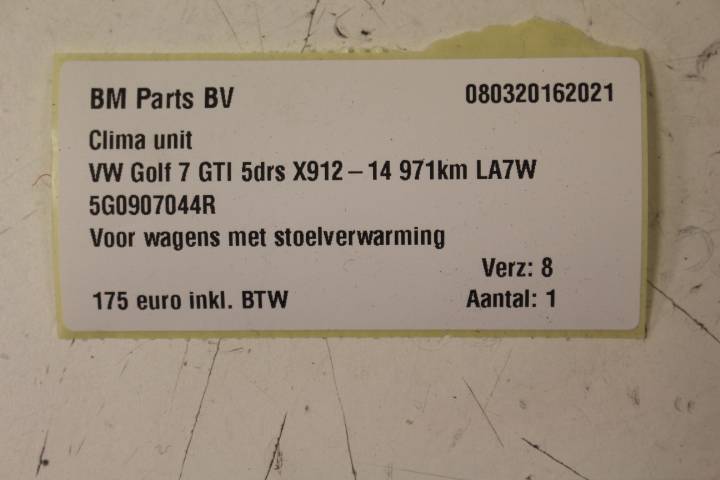 BM Parts BV 080320162021
Clima unit
VW Golf 7 GTI 5drs X912 – 14 971km LA7W
5G0907044R
Voor wagens met stoelverwarming
Verz: 8
175 euro inkl. BTW Aantal: 1